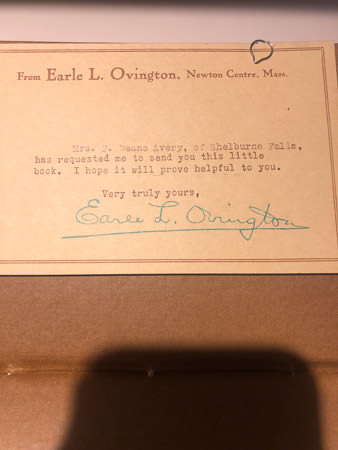 From Earle L. Ovington, Newton Centre, Mass.
Mrs. F. Deane Avery, of Shelburne Falls,
has requested me to send you this little
book. I hope it will prove helpful to you.
Very truly yours,
Earle L. Ovington